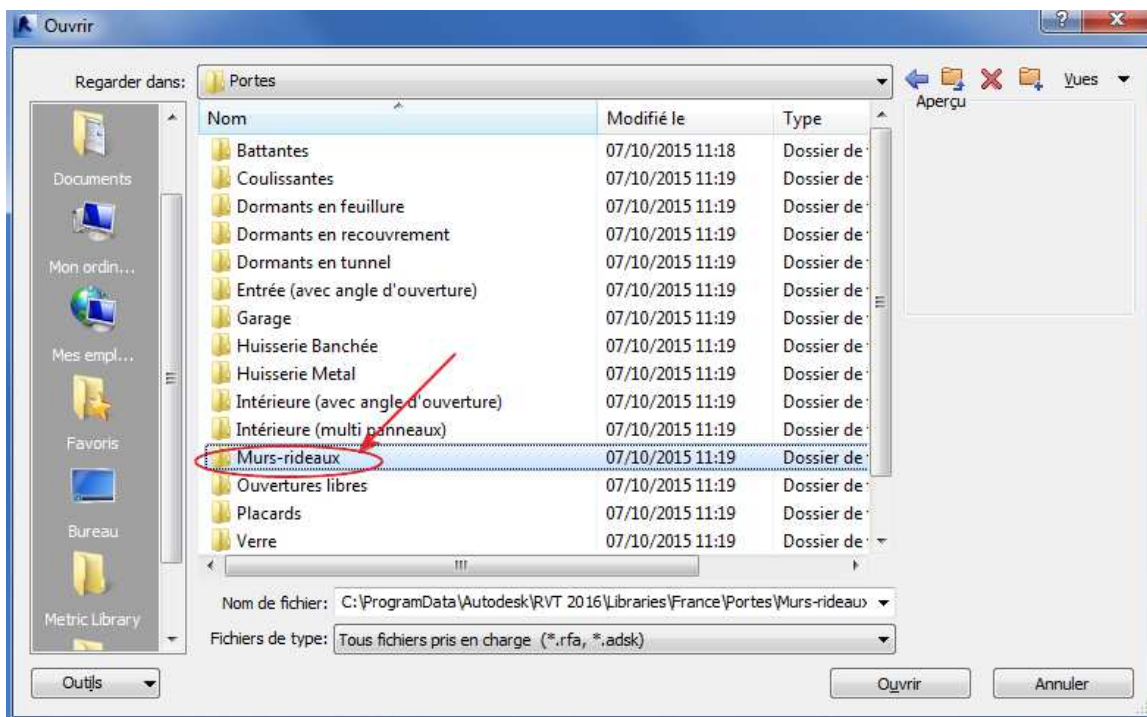 Ouvrir
Regarder dans: Portes
Vues
Aperçu
Nom Modifié le Type
Battantes 07/10/2015 11:18 Dossier de
Coulissantes 07/10/2015 11:19 Dossier de
Dormants en feuillure 07/10/2015 11:19 Dossier de
Dormants en recouvrement 07/10/2015 11:19 Dossier de
Dormants en tunnel 07/10/2015 11:19 Dossier de
Entrée (avec angle d'ouverture) 07/10/2015 11:19 Dossier de
Garage 07/10/2015 11:19 Dossier de
Huisserie Banchée 07/10/2015 11:19 Dossier de
Huisserie Metal 07/10/2015 11:19 Dossier de
Intérieure (avec angle d'ouverture) 07/10/2015 11:19 Dossier de
Intérieure (multi panneaux) 07/10/2015 11:19 Dossier de
Murs-rideaux 07/10/2015 11:19 Dossier de
Ouvertures libres 07/10/2015 11:19 Dossier de
Placards 07/10/2015 11:19 Dossier de
Verre 07/10/2015 11:19 Dossier de
Documents
Mon ordin...
Mes empl...
Favoris
Bureau
Metric Library
Nom de fichier: C:\ProgramData\Autodesk\RVT 2016\Libraries\France\Portes\Murs-rideaux
Fichiers de type: Tous fichiers pris en charge (*.rfa, *.adsk)
Outils
Ouvrir
Annuler